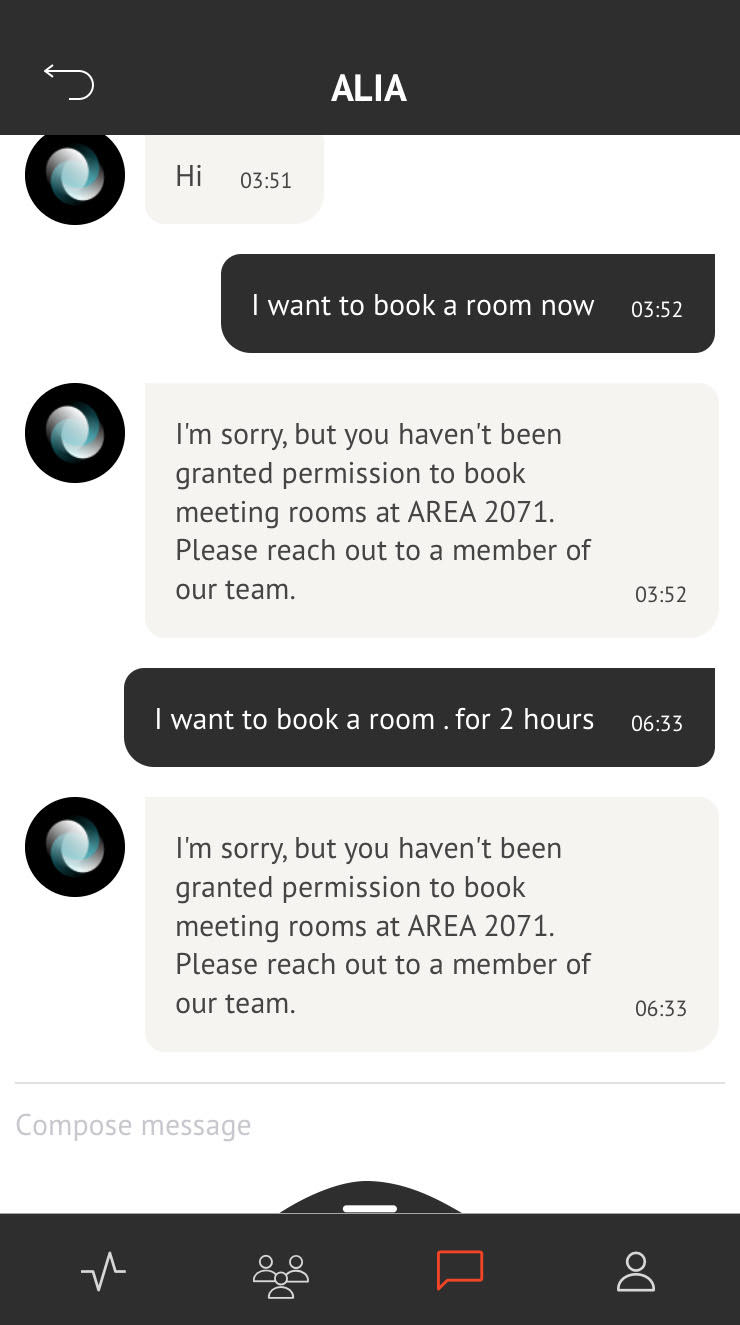 ALIA
Hi 03:51
I want to book a room now 03:52
I'm sorry, but you haven't been
granted permission to book
meeting rooms at AREA 2071.
Please reach out to a member of
our team. 03:52
I want to book a room . for 2 hours 06:33
I'm sorry, but you haven't been
granted permission to book
meeting rooms at AREA 2071.
Please reach out to a member of
our team. 06:33
Compose message